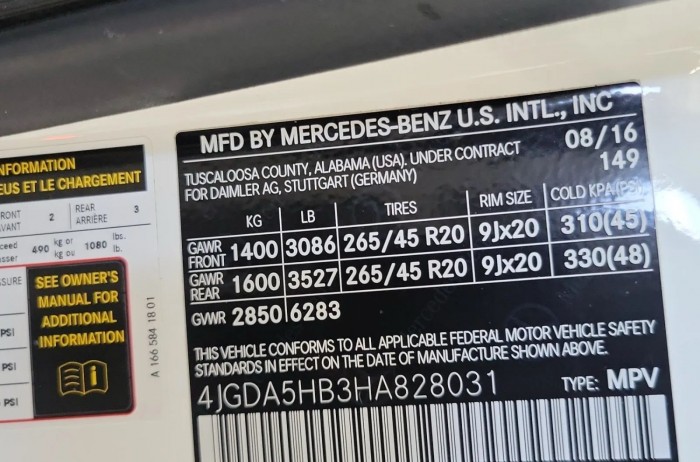 NFORMATION
EUS ET LE CHARGEMENT
RONT 2 REAR 3
AVANT ARRIÈRE
ceed 490 kg or 1080 lbs.
sser kg ou lb.
SSURE
PSI
PSI
PSI
SEE OWNER'S
MANUAL FOR
ADDITIONAL
INFORMATION
A 166 584 18 01
MFD BY MERCEDES-BENZ U.S. INTL., INC
TUSCALOOSA COUNTY, ALABAMA (USA). UNDER CONTRACT 08/16
FOR DAIMLER AG, STUTTGART (GERMANY) 149
KG LB TIRES RIM SIZE COLD KPA(PSI)
GAWR FRONT 1400 3086 265/45 R20 9Jx20 310(45)
GAWR REAR 1600 3527 265/45 R20 9Jx20 330(48)
GVWR 2850 6283
THIS VEHICLE CONFORMS TO ALL APPLICABLE FEDERAL MOTOR VEHICLE SAFETY
STANDARDS IN EFFECT ON THE DATE OF MANUFACTURE SHOWN ABOVE.
4JGDA5HB3HA828031 TYPE: MPV